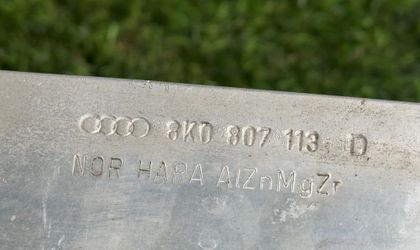 8K0 807 113 D
NOR HAPA AlZnMgZr